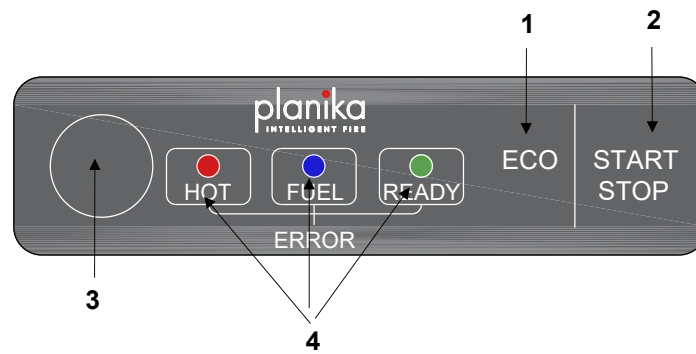 1
2
planika
INTELLIGENT FIRE
HOT
FUEL
READY
ERROR
ECO
START
STOP
3
4